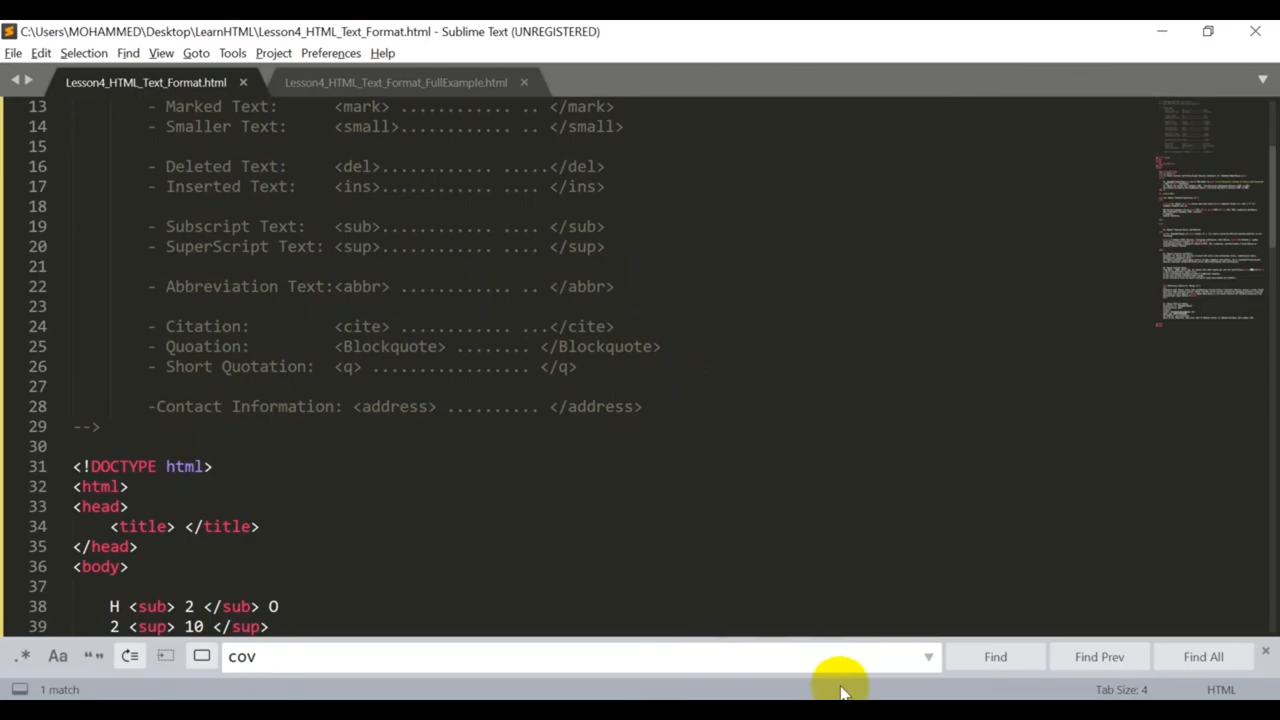 C:\Users\MOHAMMED\Desktop\LearnHTML\Lesson4_HTML_Text_Format.html - Sublime Text (UNREGISTERED)
File Edit Selection Find View Goto Tools Project Preferences Help
Lesson4_HTML_Text_Format.html Lesson4_HTML_Text_Format_FullExample.html
13 - Marked Text: <mark> ............ .. </mark>
14 - Smaller Text: <small>............ .. </small>
15
16 - Deleted Text: <del>.............. .....</del>
17 - Inserted Text: <ins>.............. .. </ins>
18
19 - Subscript Text: <sub>.............. .. </sub>
20 - SuperScript Text: <sup>.............. .. </sup>
21
22 - Abbreviation Text:<abbr> ............ .. </abbr>
23
24 - Citation: <cite> ............ ...</cite>
25 - Quoation: <Blockquote> ........ </Blockquote>
26 - Short Quotation: <q> ................. </q>
27
28 -Contact Information: <address> .......... </address>
29 -->
30
31 <!DOCTYPE html>
32 <html>
33 <head>
34 <title> </title>
35 </head>
36 <body>
37
38 H <sub> 2 </sub> O
39 2 <sup> 10 </sup>
.* Aa “” cov Find Find Prev Find All
1 match Tab Size: 4 HTML